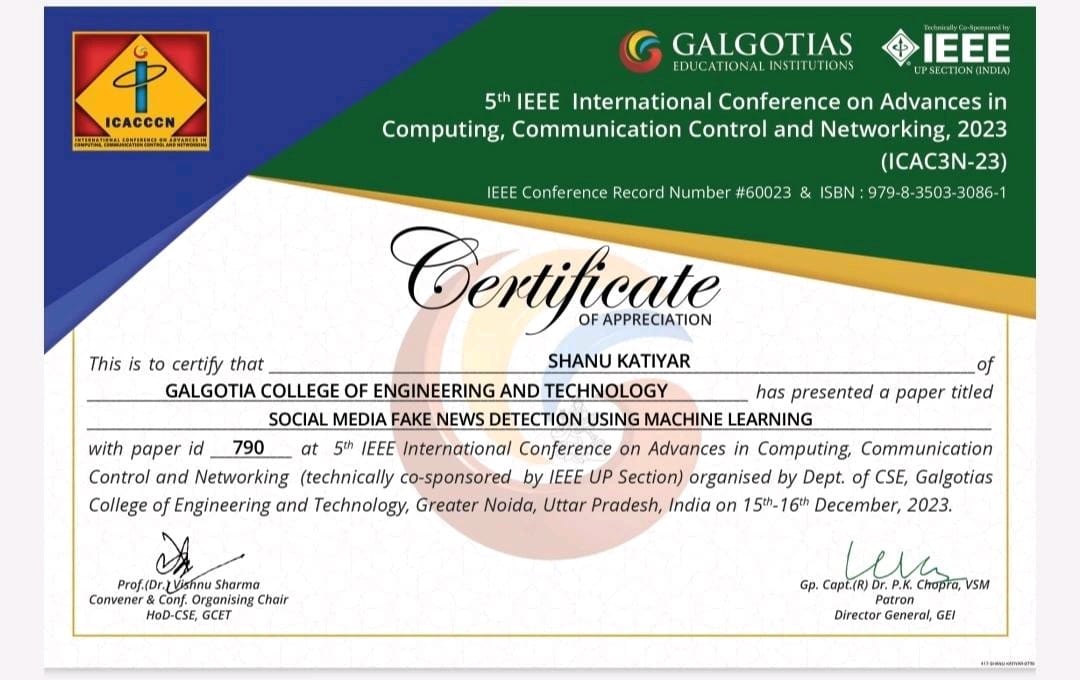 ICACCCN
INTERNATIONAL CONFERENCE ON ADVANCES IN
COMPUTING, COMMUNICATION CONTROL AND NETWORKING
GALGOTIAS
EDUCATIONAL INSTITUTIONS
Technically Co-Sponsored by
IEEE
UP SECTION (INDIA)
5th IEEE International Conference on Advances in
Computing, Communication Control and Networking, 2023
(ICAC3N-23)
IEEE Conference Record Number #60023 & ISBN : 979-8-3503-3086-1
Certificate
OF APPRECIATION
This is to certify that SHANU KATIYAR of
GALGOTIA COLLEGE OF ENGINEERING AND TECHNOLOGY has presented a paper titled
SOCIAL MEDIA FAKE NEWS DETECTION USING MACHINE LEARNING
with paper id 790 at 5th IEEE International Conference on Advances in Computing, Communication
Control and Networking (technically co-sponsored by IEEE UP Section) organised by Dept. of CSE, Galgotias
College of Engineering and Technology, Greater Noida, Uttar Pradesh, India on 15th-16th December, 2023.
Prof.(Dr.) Vishnu Sharma
Convener & Conf. Organising Chair
HoD-CSE, GCET
Gp. Capt.(R) Dr. P.K. Chopra, VSM
Patron
Director General, GEI